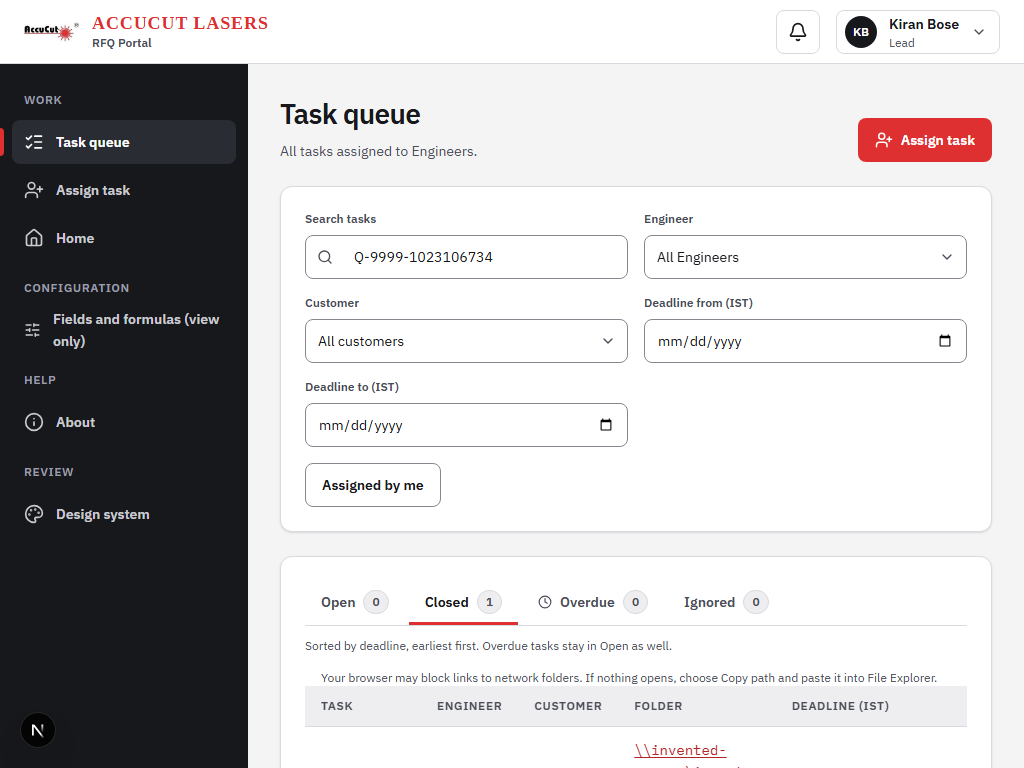 AccuCut ®
ACCUCUT LASERS
RFQ Portal
KB
Kiran Bose
Lead
WORK
Task queue
Assign task
Home
CONFIGURATION
Fields and formulas (view
only)
HELP
About
REVIEW
Design system
N
Task queue
All tasks assigned to Engineers.
Assign task
Search tasks
Engineer
Q-9999-1023106734
All Engineers
Customer
Deadline from (IST)
All customers
mm/dd/yyyy
Deadline to (IST)
mm/dd/yyyy
Assigned by me
Open 0
Closed 1
Overdue 0
Ignored 0
Sorted by deadline, earliest first. Overdue tasks stay in Open as well.
Your browser may block links to network folders. If nothing opens, choose Copy path and paste it into File Explorer.
TASK ENGINEER CUSTOMER FOLDER DEADLINE (IST)
\\invented-